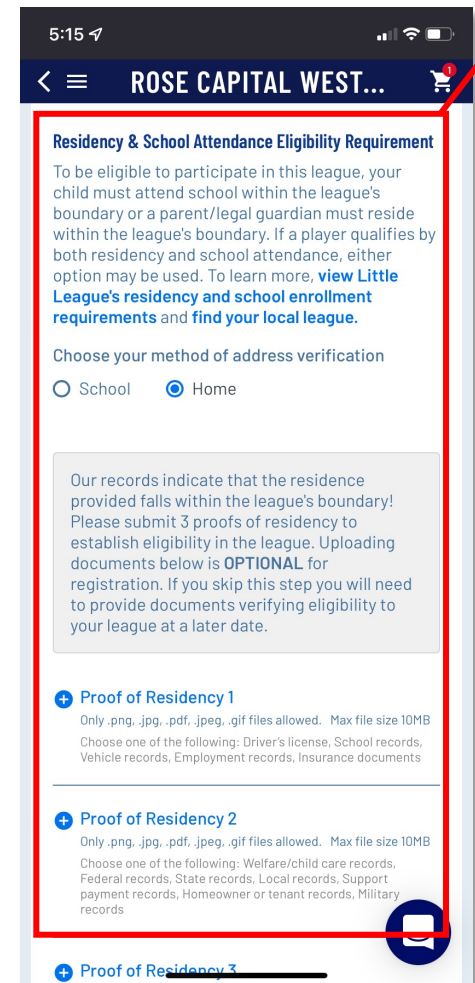 5:15
ROSE CAPITAL WEST...
1
Residency & School Attendance Eligibility Requirement
To be eligible to participate in this league, your
child must attend school within the league's
boundary or a parent/legal guardian must reside
within the league's boundary. If a player qualifies by
both residency and school attendance, either
option may be used. To learn more, view Little
League's residency and school enrollment
requirements and find your local league.
Choose your method of address verification
School Home
Our records indicate that the residence
provided falls within the league's boundary!
Please submit 3 proofs of residency to
establish eligibility in the league. Uploading
documents below is OPTIONAL for
registration. If you skip this step you will need
to provide documents verifying eligibility to
your league at a later date.
Proof of Residency 1
Only .png, .jpg, .pdf, .jpeg, .gif files allowed. Max file size 10MB
Choose one of the following: Driver's license, School records,
Vehicle records, Employment records, Insurance documents
Proof of Residency 2
Only .png, .jpg, .pdf, .jpeg, .gif files allowed. Max file size 10MB
Choose one of the following: Welfare/child care records,
Federal records, State records, Local records, Support
payment records, Homeowner or tenant records, Military
records
Proof of Residency 3